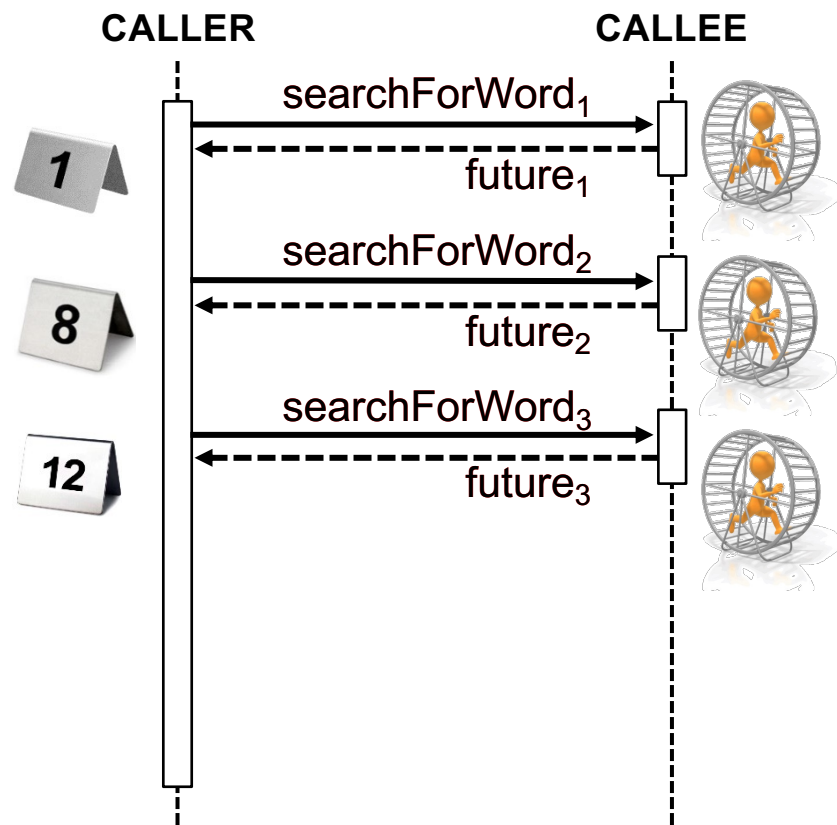 CALLER CALLEE
searchForWord₁
1
future₁
searchForWord₂
8
future₂
searchForWord₃
12
future₃